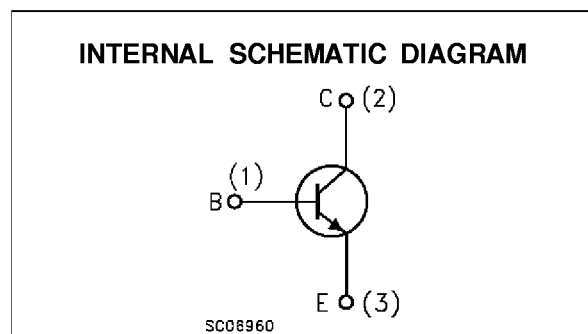 INTERNAL SCHEMATIC DIAGRAM
C (2)
(1)
B
E (3)
SC08960